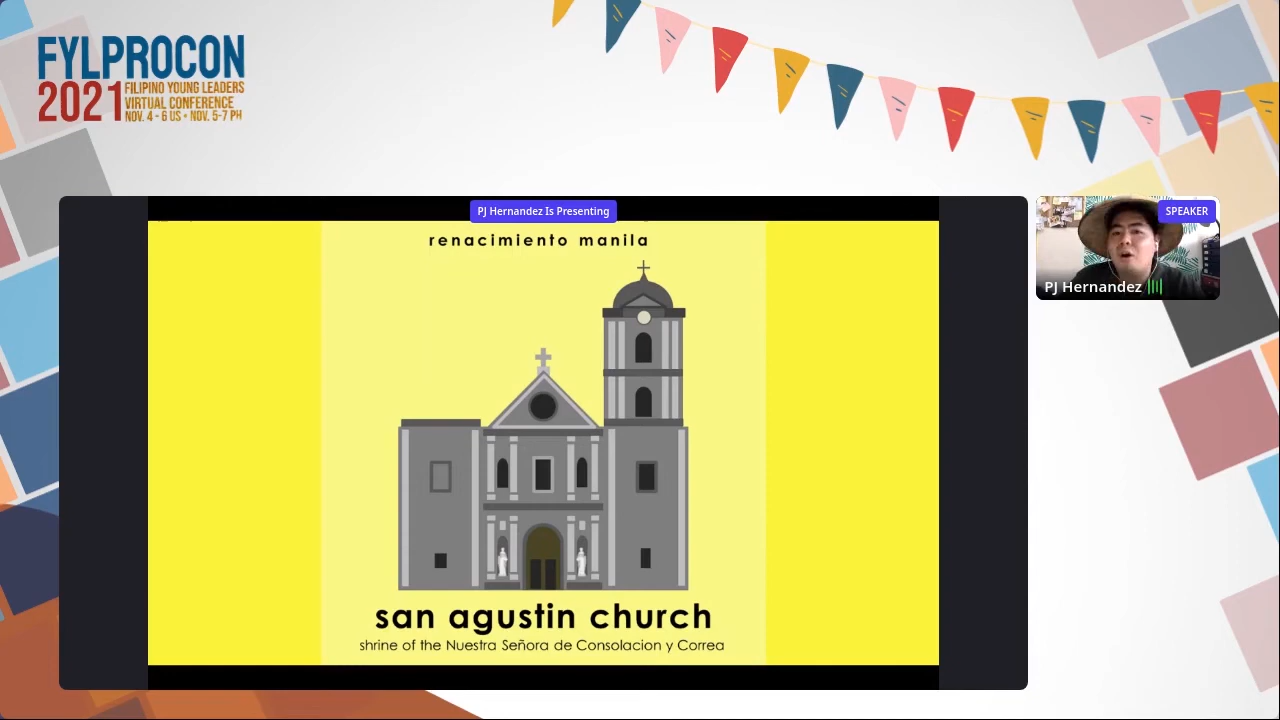 FYLPROCON
2021 FILIPINO YOUNG LEADERS
VIRTUAL CONFERENCE
NOV. 4 - 6 US • NOV. 5-7 PH
PJ Hernandez Is Presenting
SPEAKER
PJ Hernandez
renacimiento manila
san agustin church
shrine of the Nuestra Señora de Consolacion y Correa